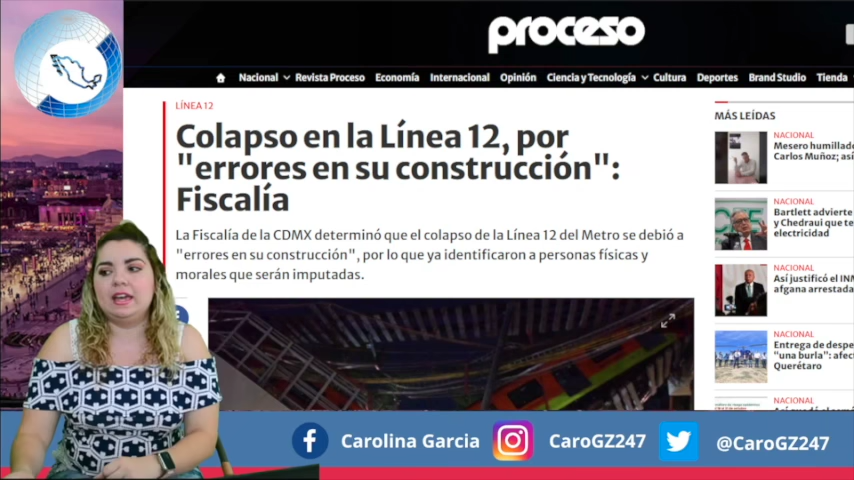 proceso
Nacional Revista Proceso Economía Internacional Opinión Ciencia y Tecnología Cultura Deportes Brand Studio Tienda
LÍNEA 12
Colapso en la Línea 12, por
"errores en su construcción":
Fiscalía
La Fiscalía de la CDMX determinó que el colapso de la Línea 12 del Metro se debió a
"errores en su construcción", por lo que ya identificaron a personas físicas y
morales que serán imputadas.
MÁS LEÍDAS
NACIONAL
Mesero humillado
Carlos Muñoz; así
NACIONAL
Bartlett advierte
y Chedraui que te
electricidad
NACIONAL
Así justificó el INM
afgana arrestada
NACIONAL
Entrega de despe
"una burla": afec
Querétaro
NACIONAL
Carolina Garcia CaroGZ247 @CaroGZ247